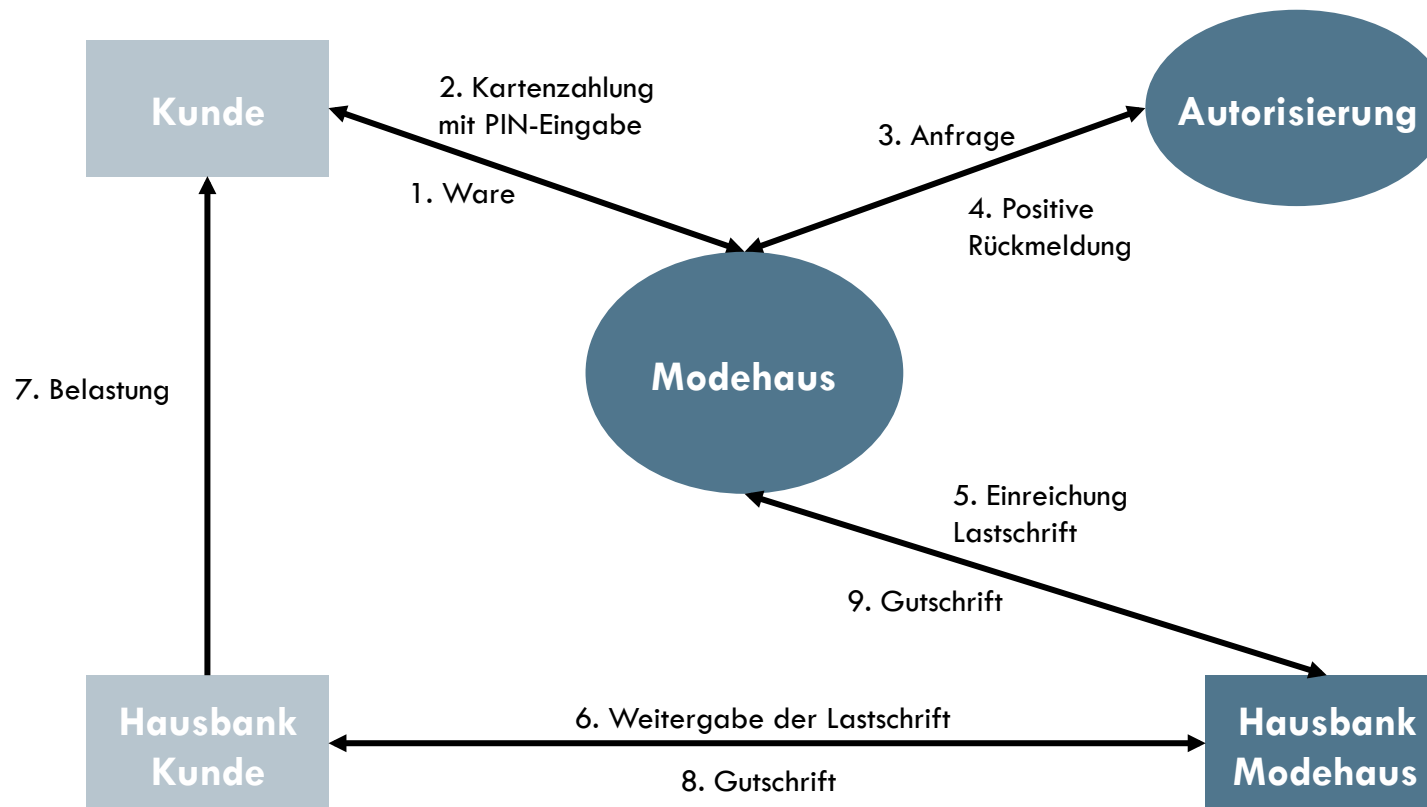 Kunde
2. Kartenzahlung
mit PIN-Eingabe
1. Ware
3. Anfrage
Autorisierung
4. Positive
Rückmeldung
Modehaus
7. Belastung
5. Einreichung
Lastschrift
9. Gutschrift
Hausbank
Kunde
6. Weitergabe der Lastschrift
8. Gutschrift
Hausbank
Modehaus